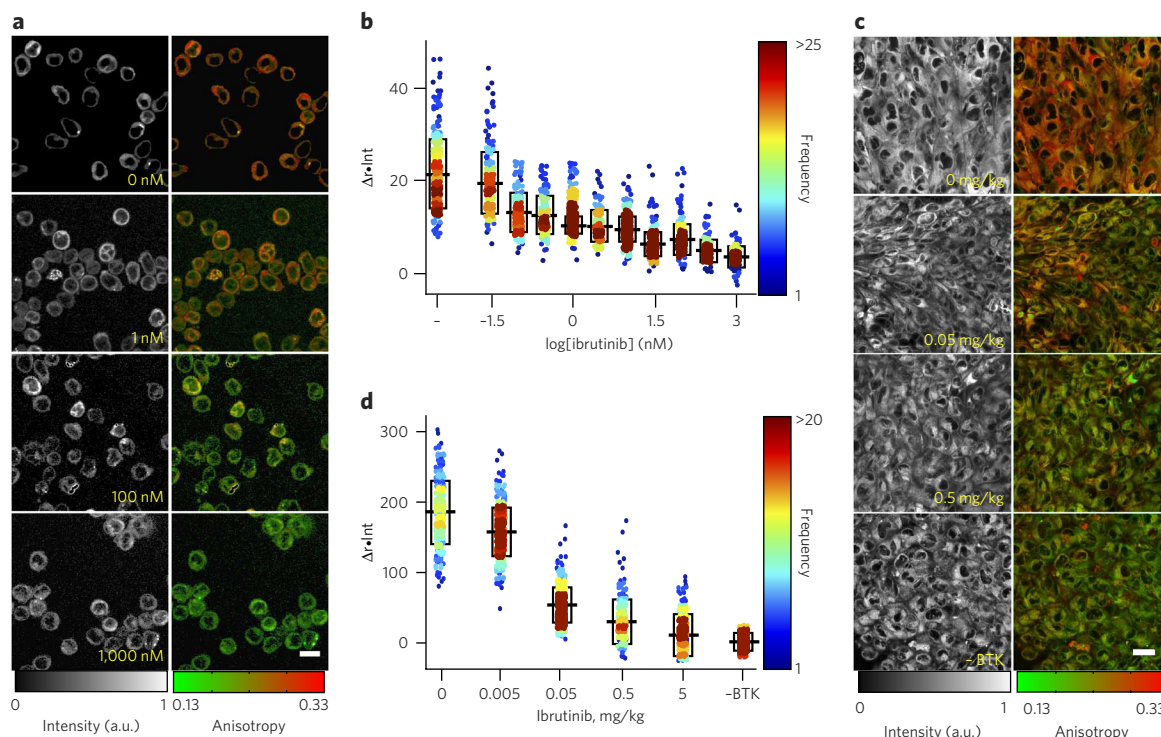 a
0 nM
1 nM
100 nM
1,000 nM
0 1
Intensity (a.u.)
0.13 0.33
Anisotropy
b
40
20
0
Δr•Int
- -1.5 0 1.5 3
log[ibrutinib] (nM)
>25
Frequency
1
c
0 mg/kg
0.05 mg/kg
0.5 mg/kg
- BTK
0 1
Intensity (a.u.)
0.13 0.33
Anisotropy
d
300
200
100
0
Δr•Int
0 0.005 0.05 0.5 5 -BTK
Ibrutinib, mg/kg
>20
Frequency
1